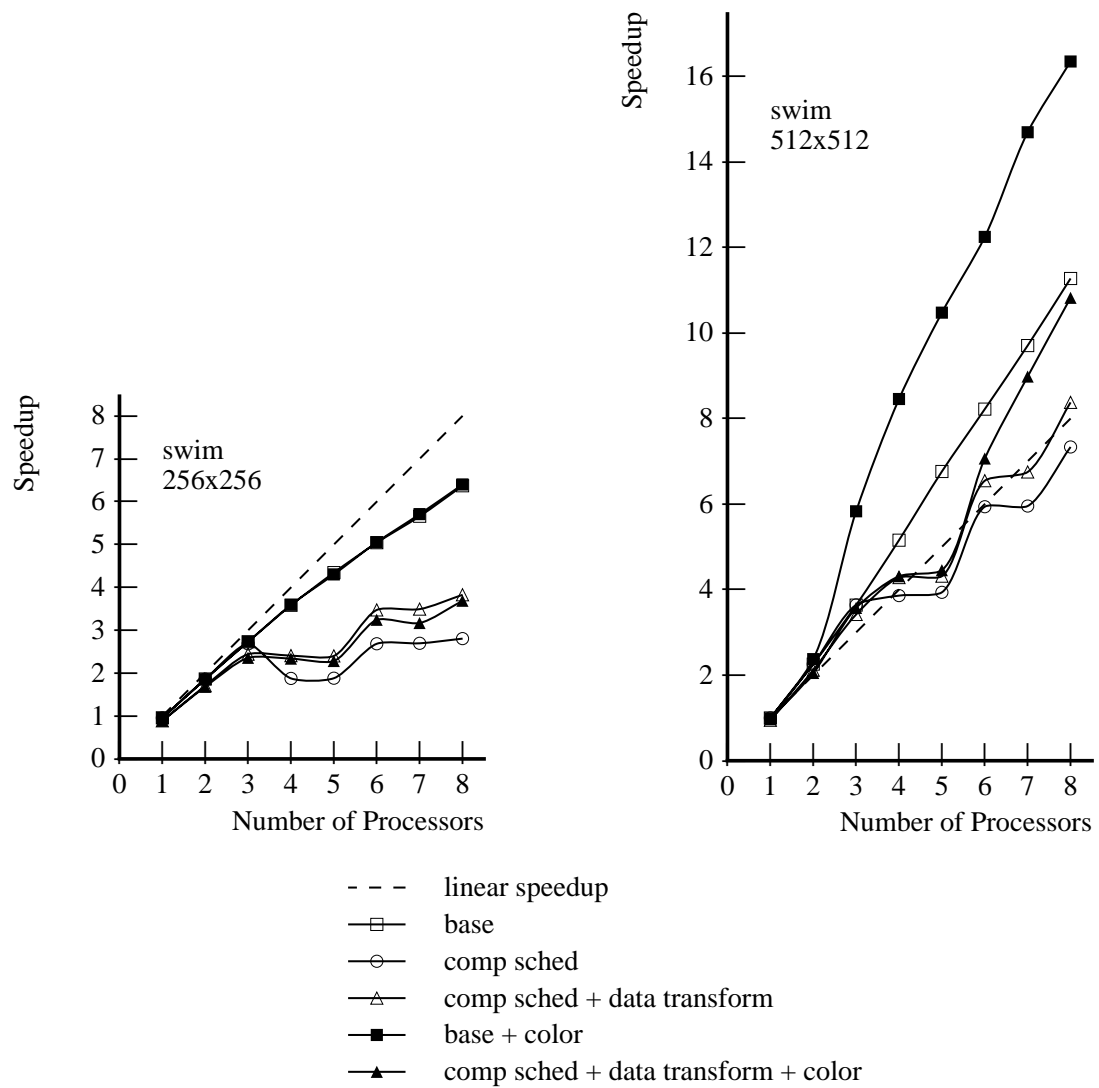 Speedup
8
7
6
5
4
3
2
1
0
swim
256x256
0 1 2 3 4 5 6 7 8
Number of Processors
Speedup
16
14
12
10
8
6
4
2
0
swim
512x512
0 1 2 3 4 5 6 7 8
Number of Processors
linear speedup
base
comp sched
comp sched + data transform
base + color
comp sched + data transform + color